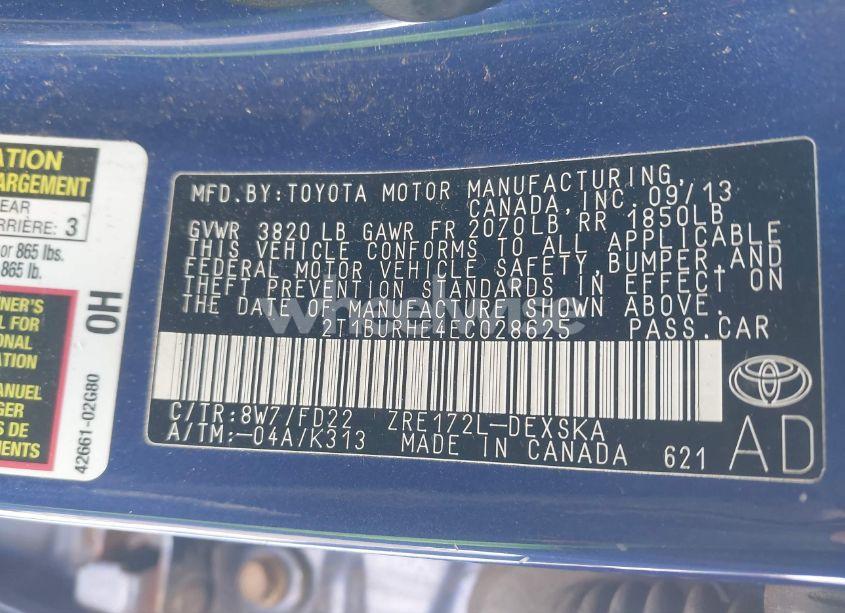 ATION
ARGEMENT
EAR
RRIÈRE: 3
or 865 lbs.
865 lb.
NER'S
L FOR
ONAL
ATION
MANUEL
GER
S DE
EMENTS
OH
42661-02G80
MFD.BY:TOYOTA MOTOR MANUFACTURING,
CANADA, INC. 09/13
GVWR 3820 LB GAWR FR 2070LB, RR 1850LB
THIS VEHICLE CONFORMS TO ALL APPLICABLE
FEDERAL MOTOR VEHICLE SAFETY,BUMPER AND
THEFT PREVENTION STANDARDS IN EFFECT ON
THE DATE OF MANUFACTURE SHOWN ABOVE.
2T1BURHE4EC028625 PASS.CAR
C/TR:8W7/FD22 ZRE172L-DEXSKA
A/TM:-04A/K313 MADE IN CANADA 621
AD